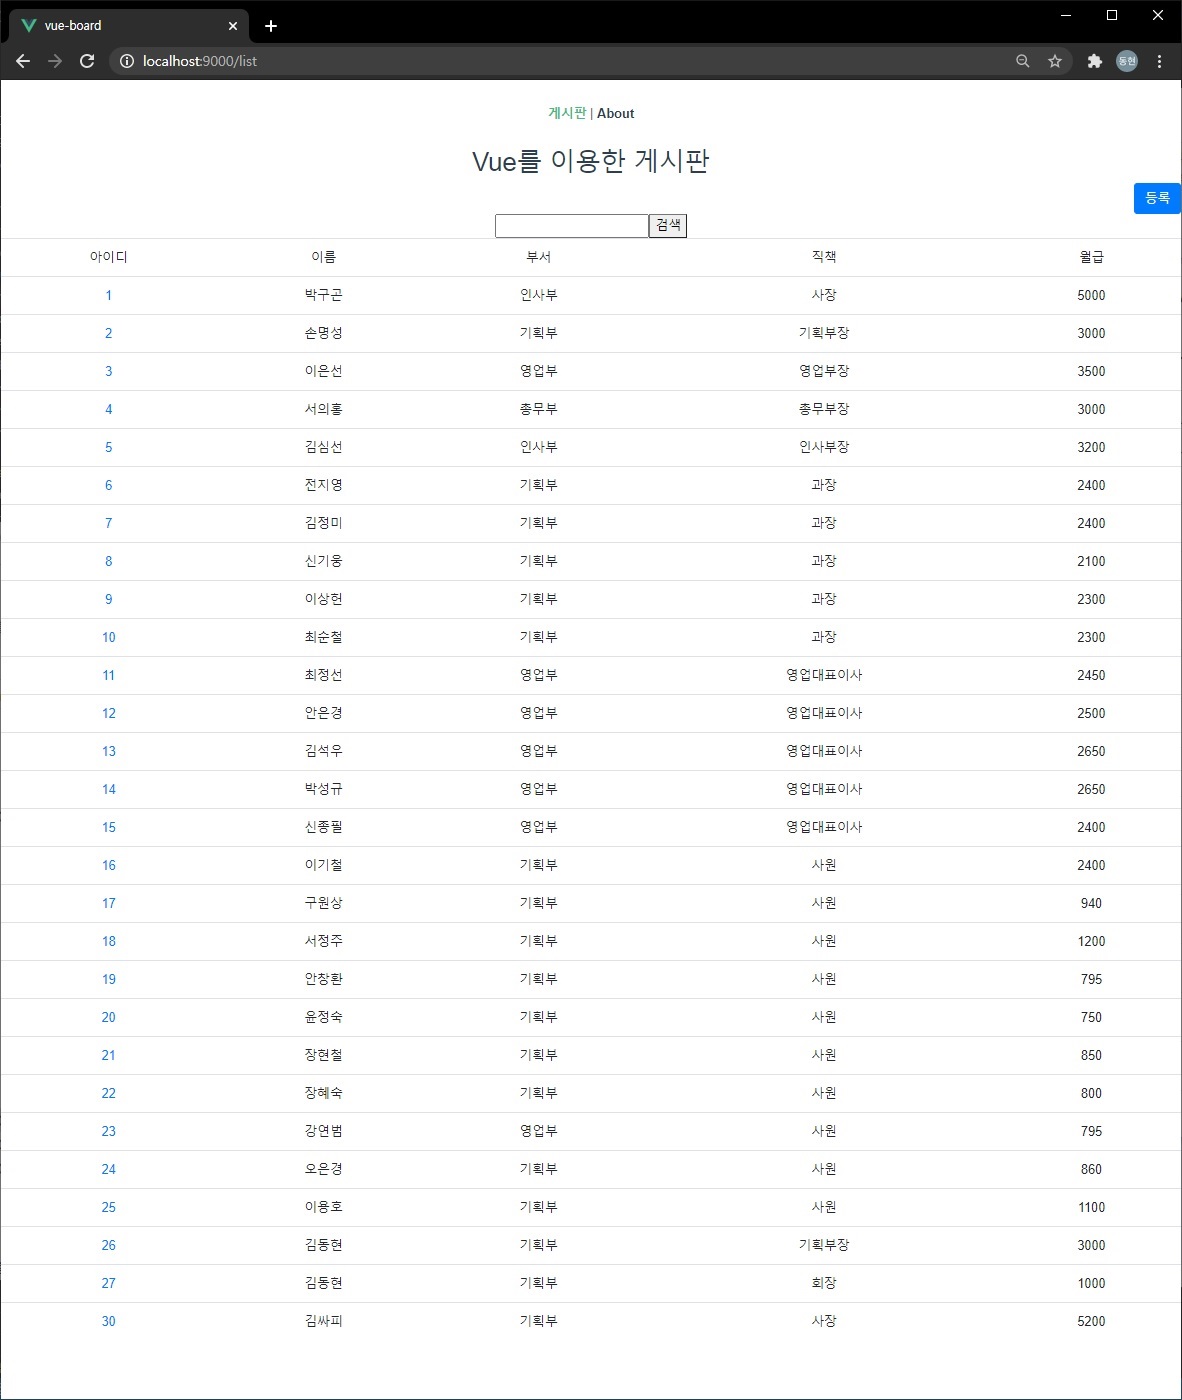 vue-board
localhost:9000/list
동현
게시판 | About
Vue를 이용한 게시판
등록
검색
아이디 이름 부서 직책 월급
1 박구곤 인사부 사장 5000
2 손명성 기획부 기획부장 3000
3 이은선 영업부 영업부장 3500
4 서의홍 총무부 총무부장 3000
5 김심선 인사부 인사부장 3200
6 전지영 기획부 과장 2400
7 김정미 기획부 과장 2400
8 신기웅 기획부 과장 2100
9 이상헌 기획부 과장 2300
10 최순철 기획부 과장 2300
11 최정선 영업부 영업대표이사 2450
12 안은경 영업부 영업대표이사 2500
13 김석우 영업부 영업대표이사 2650
14 박성규 영업부 영업대표이사 2650
15 신종필 영업부 영업대표이사 2400
16 이기철 기획부 사원 2400
17 구원상 기획부 사원 940
18 서정주 기획부 사원 1200
19 안창환 기획부 사원 795
20 윤정숙 기획부 사원 750
21 장현철 기획부 사원 850
22 장혜숙 기획부 사원 800
23 강연범 영업부 사원 795
24 오은경 기획부 사원 860
25 이용호 기획부 사원 1100
26 김동현 기획부 기획부장 3000
27 김동현 기획부 회장 1000
30 김싸피 기획부 사장 5200